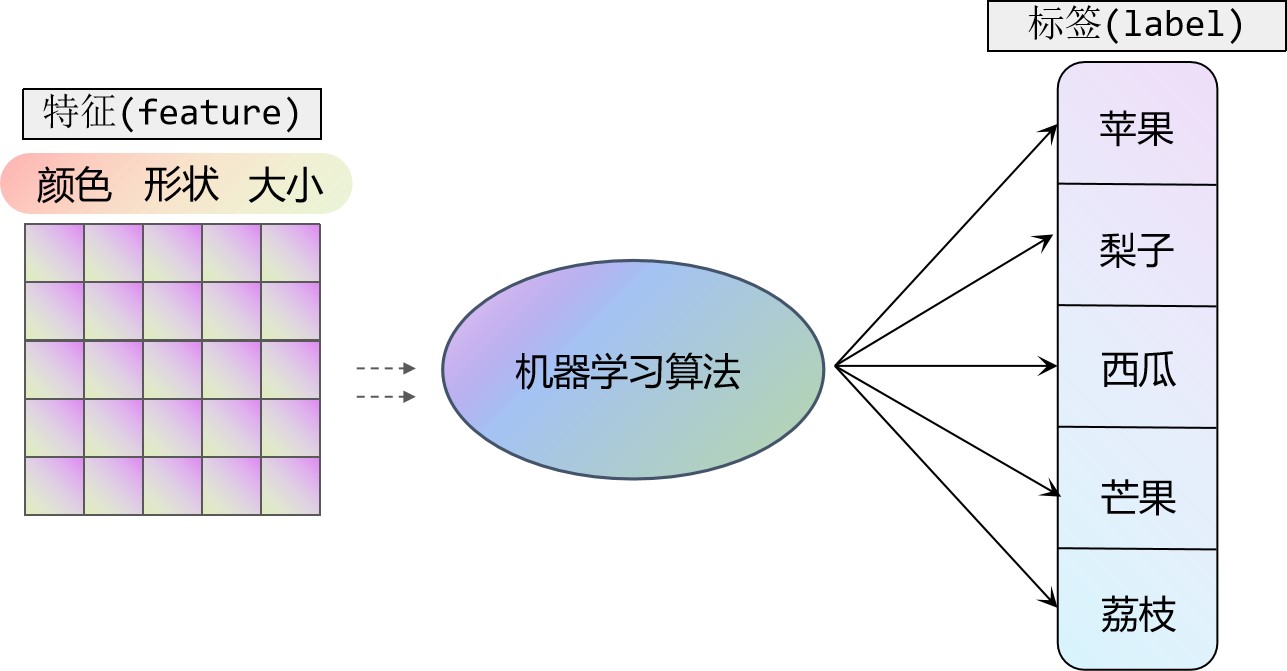 特征(feature)
颜色 形状 大小
机器学习算法
标签(label)
苹果
梨子
西瓜
芒果
荔枝